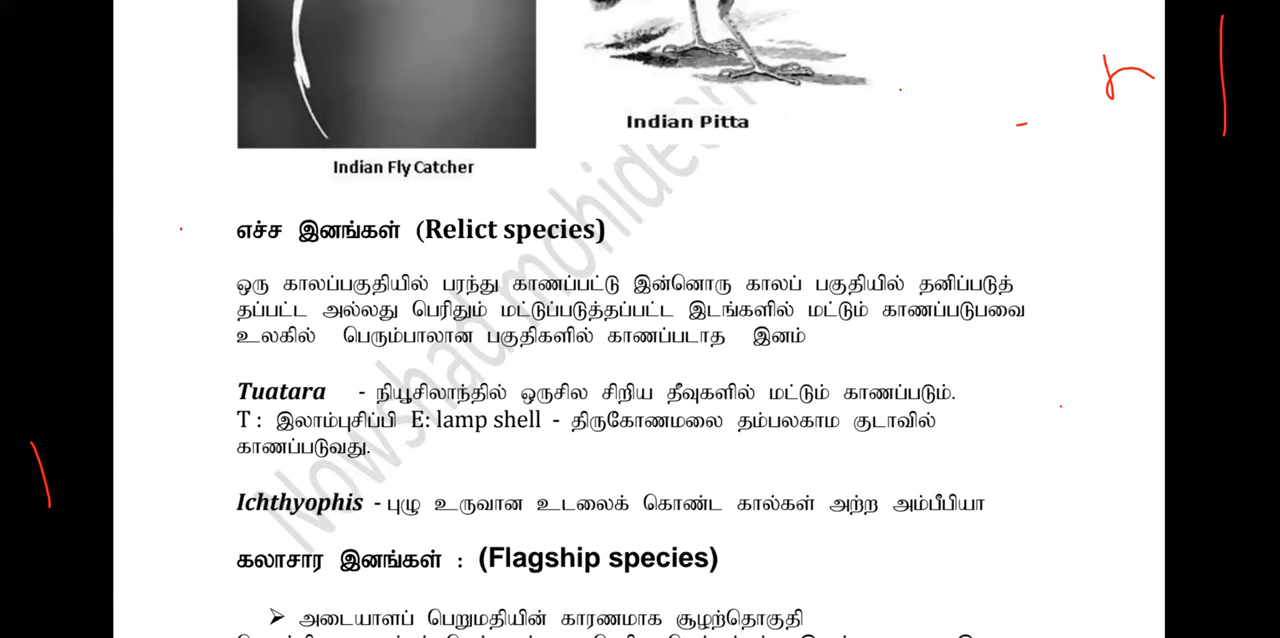 Indian Pitta
Indian Fly Catcher
எச்ச இனங்கள் (Relict species)
ஒரு காலப்பகுதியில் பரந்து காணப்பட்டு இன்னொரு காலப் பகுதியில் தனிப்படுத்
தப்பட்ட அல்லது பெரிதும் மட்டுப்படுத்தப்பட்ட இடங்களில் மட்டும் காணப்படுபவை
உலகில் பெரும்பாலான பகுதிகளில் காணப்படாத இனம்
Tuatara - நியூசிலாந்தில் ஒருசில சிறிய தீவுகளில் மட்டும் காணப்படும்.
T : இலாம்புசிப்பி E: lamp shell - திருகோணமலை தம்பலகாம குடாவில்
காணப்படுவது.
Ichthyophis - புழு உருவான உடலைக் கொண்ட கால்கள் அற்ற அம்பீபியா
கலாசார இனங்கள் : (Flagship species)
➢ அடையாளப் பெறுமதியின் காரணமாக சூழற்தொகுதி
Nowshad mohideen